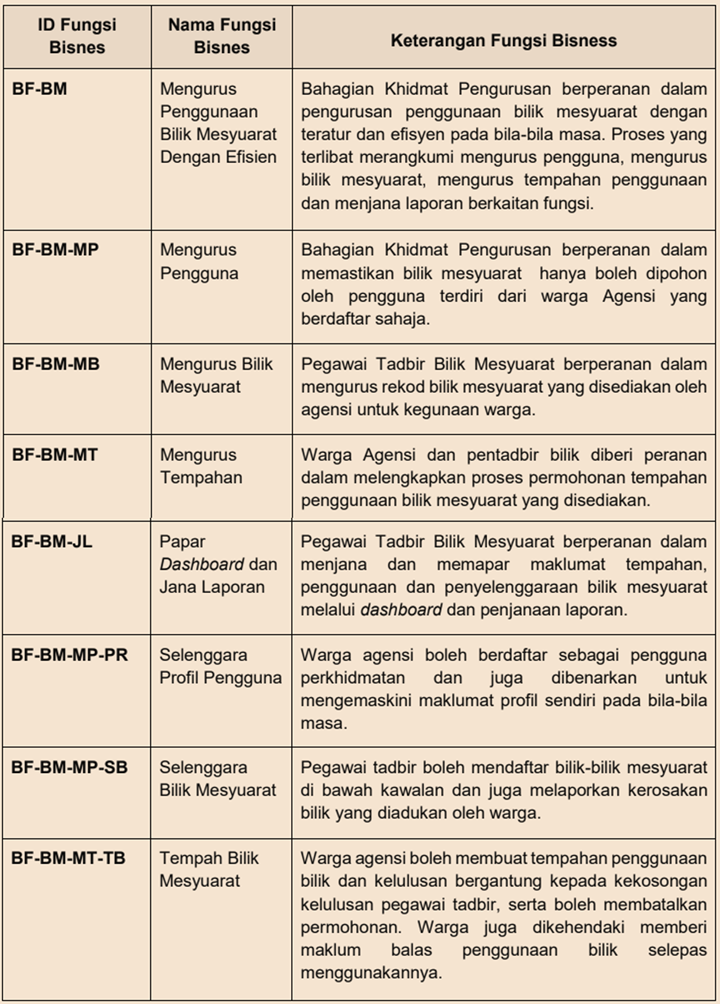 ID Fungsi
Bisnes
Nama Fungsi
Bisnes
Keterangan Fungsi Bisness
BF-BM
Mengurus
Penggunaan
Bilik Mesyuarat
Dengan Efisien
Bahagian Khidmat Pengurusan berperanan dalam
pengurusan penggunaan bilik mesyuarat dengan
teratur dan efisyen pada bila-bila masa. Proses yang
terlibat merangkumi mengurus pengguna, mengurus
bilik mesyuarat, mengurus tempahan penggunaan
dan menjana laporan berkaitan fungsi.
BF-BM-MP
Mengurus
Pengguna
Bahagian Khidmat Pengurusan berperanan dalam
memastikan bilik mesyuarat hanya boleh dipohon
oleh pengguna terdiri dari warga Agensi yang
berdaftar sahaja.
BF-BM-MB
Mengurus Bilik
Mesyuarat
Pegawai Tadbir Bilik Mesyuarat berperanan dalam
mengurus rekod bilik mesyuarat yang disediakan oleh
agensi untuk kegunaan warga.
BF-BM-MT
Mengurus
Tempahan
Warga Agensi dan pentadbir bilik diberi peranan
dalam melengkapkan proses permohonan tempahan
penggunaan bilik mesyuarat yang disediakan.
BF-BM-JL
Papar
Dashboard dan
Jana Laporan
Pegawai Tadbir Bilik Mesyuarat berperanan dalam
menjana dan memapar maklumat tempahan,
penggunaan dan penyelenggaraan bilik mesyuarat
melalui dashboard dan penjanaan laporan.
BF-BM-MP-PR
Selenggara
Profil Pengguna
Warga agensi boleh berdaftar sebagai pengguna
perkhidmatan dan juga dibenarkan untuk
mengemaskini maklumat profil sendiri pada bila-bila
masa.
BF-BM-MP-SB
Selenggara
Bilik Mesyuarat
Pegawai tadbir boleh mendaftar bilik-bilik mesyuarat
di bawah kawalan dan juga melaporkan kerosakan
bilik yang diadukan oleh warga.
BF-BM-MT-TB
Tempah Bilik
Mesyuarat
Warga agensi boleh membuat tempahan penggunaan
bilik dan kelulusan bergantung kepada kekosongan
kelulusan pegawai tadbir, serta boleh membatalkan
permohonan. Warga juga dikehendaki memberi
maklum balas penggunaan bilik selepas
menggunakannya.